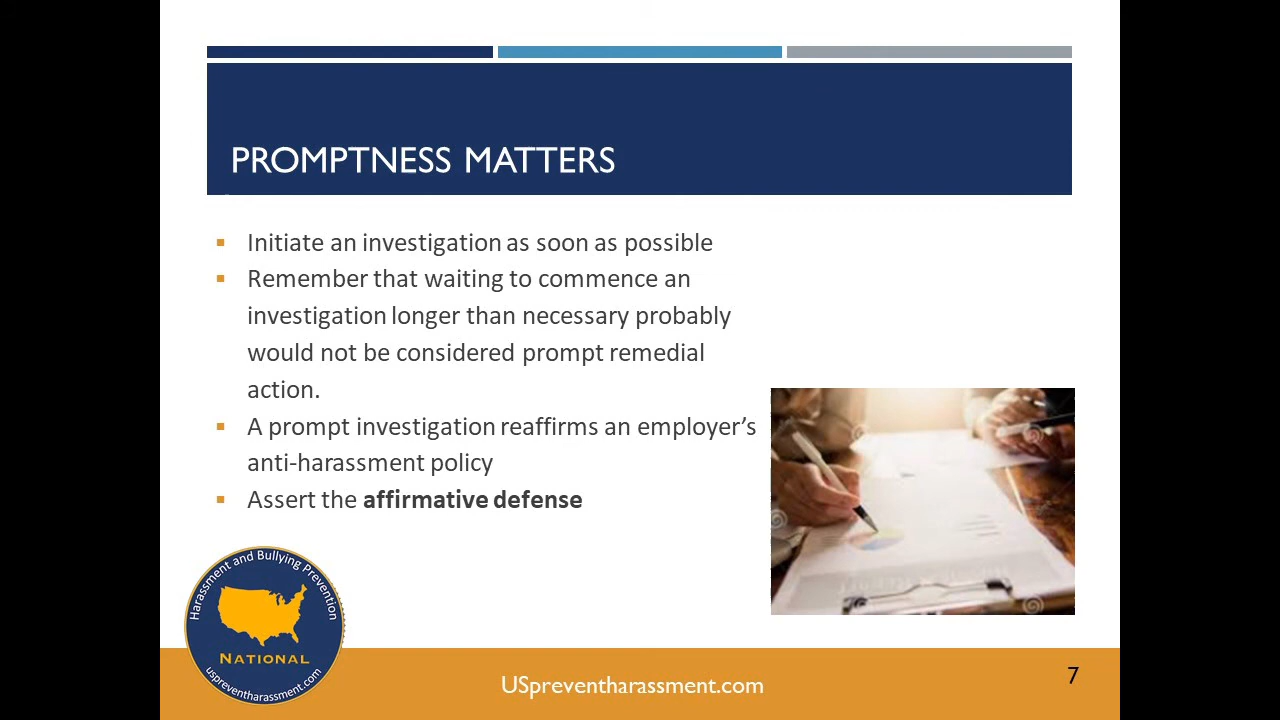 PROMPTNESS MATTERS
Initiate an investigation as soon as possible
Remember that waiting to commence an
investigation longer than necessary probably
would not be considered prompt remedial
action.
A prompt investigation reaffirms an employer’s
anti-harassment policy
Assert the affirmative defense
Harassment and Bullying Prevention
NATIONAL
uspreventharassment.com
USpreventharassment.com
7